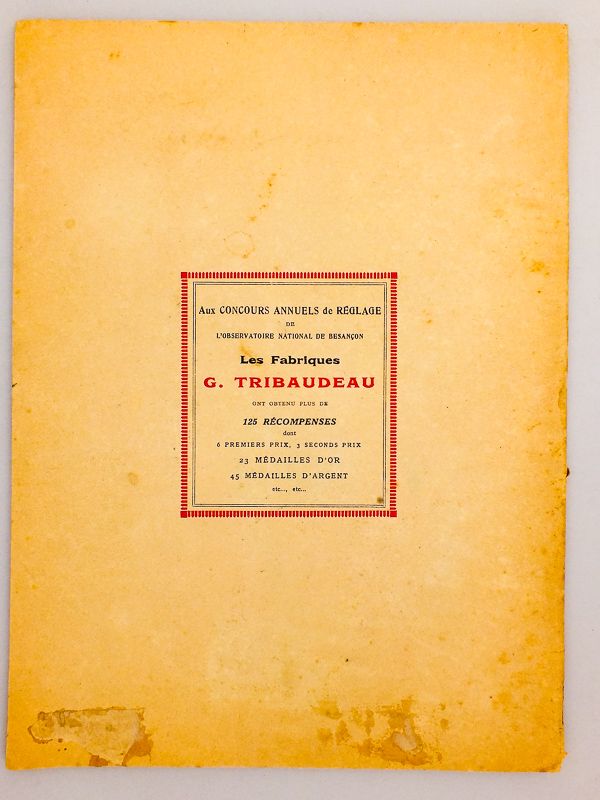 Aux CONCOURS ANNUELS de RÉGLAGE
DE
L'OBSERVATOIRE NATIONAL DE BESANÇON
Les Fabriques
G. TRIBAUDEAU
ONT OBTENU PLUS DE
125 RÉCOMPENSES
dont
6 PREMIERS PRIX, 3 SECONDS PRIX
23 MÉDAILLES D'OR
45 MÉDAILLES D'ARGENT
etc..., etc...